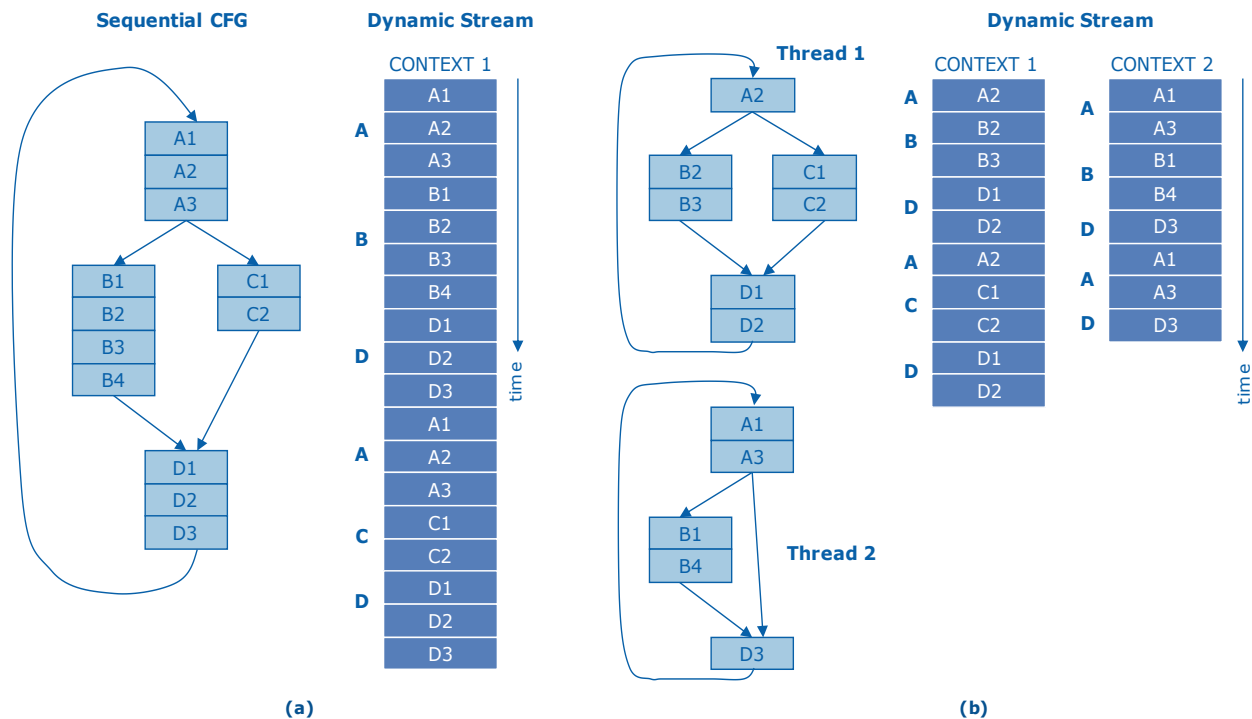 Sequential CFG
A1
A2
A3
B1
B2
B3
B4
C1
C2
D1
D2
D3
Dynamic Stream
CONTEXT 1
A
A1
A2
A3
B
B1
B2
B3
B4
D
D1
D2
D3
A
A1
A2
A3
C
C1
C2
D
D1
D2
D3
time
(a)
Thread 1
A2
B2
B3
C1
C2
D1
D2
A1
A3
B1
B4
Thread 2
D3
Dynamic Stream
CONTEXT 1
A
A2
B
B2
B3
D
D1
D2
A
A2
C
C1
C2
D
D1
D2
CONTEXT 2
A
A1
A3
B
B1
B4
D
D3
A
A1
A3
D
D3
time
(b)